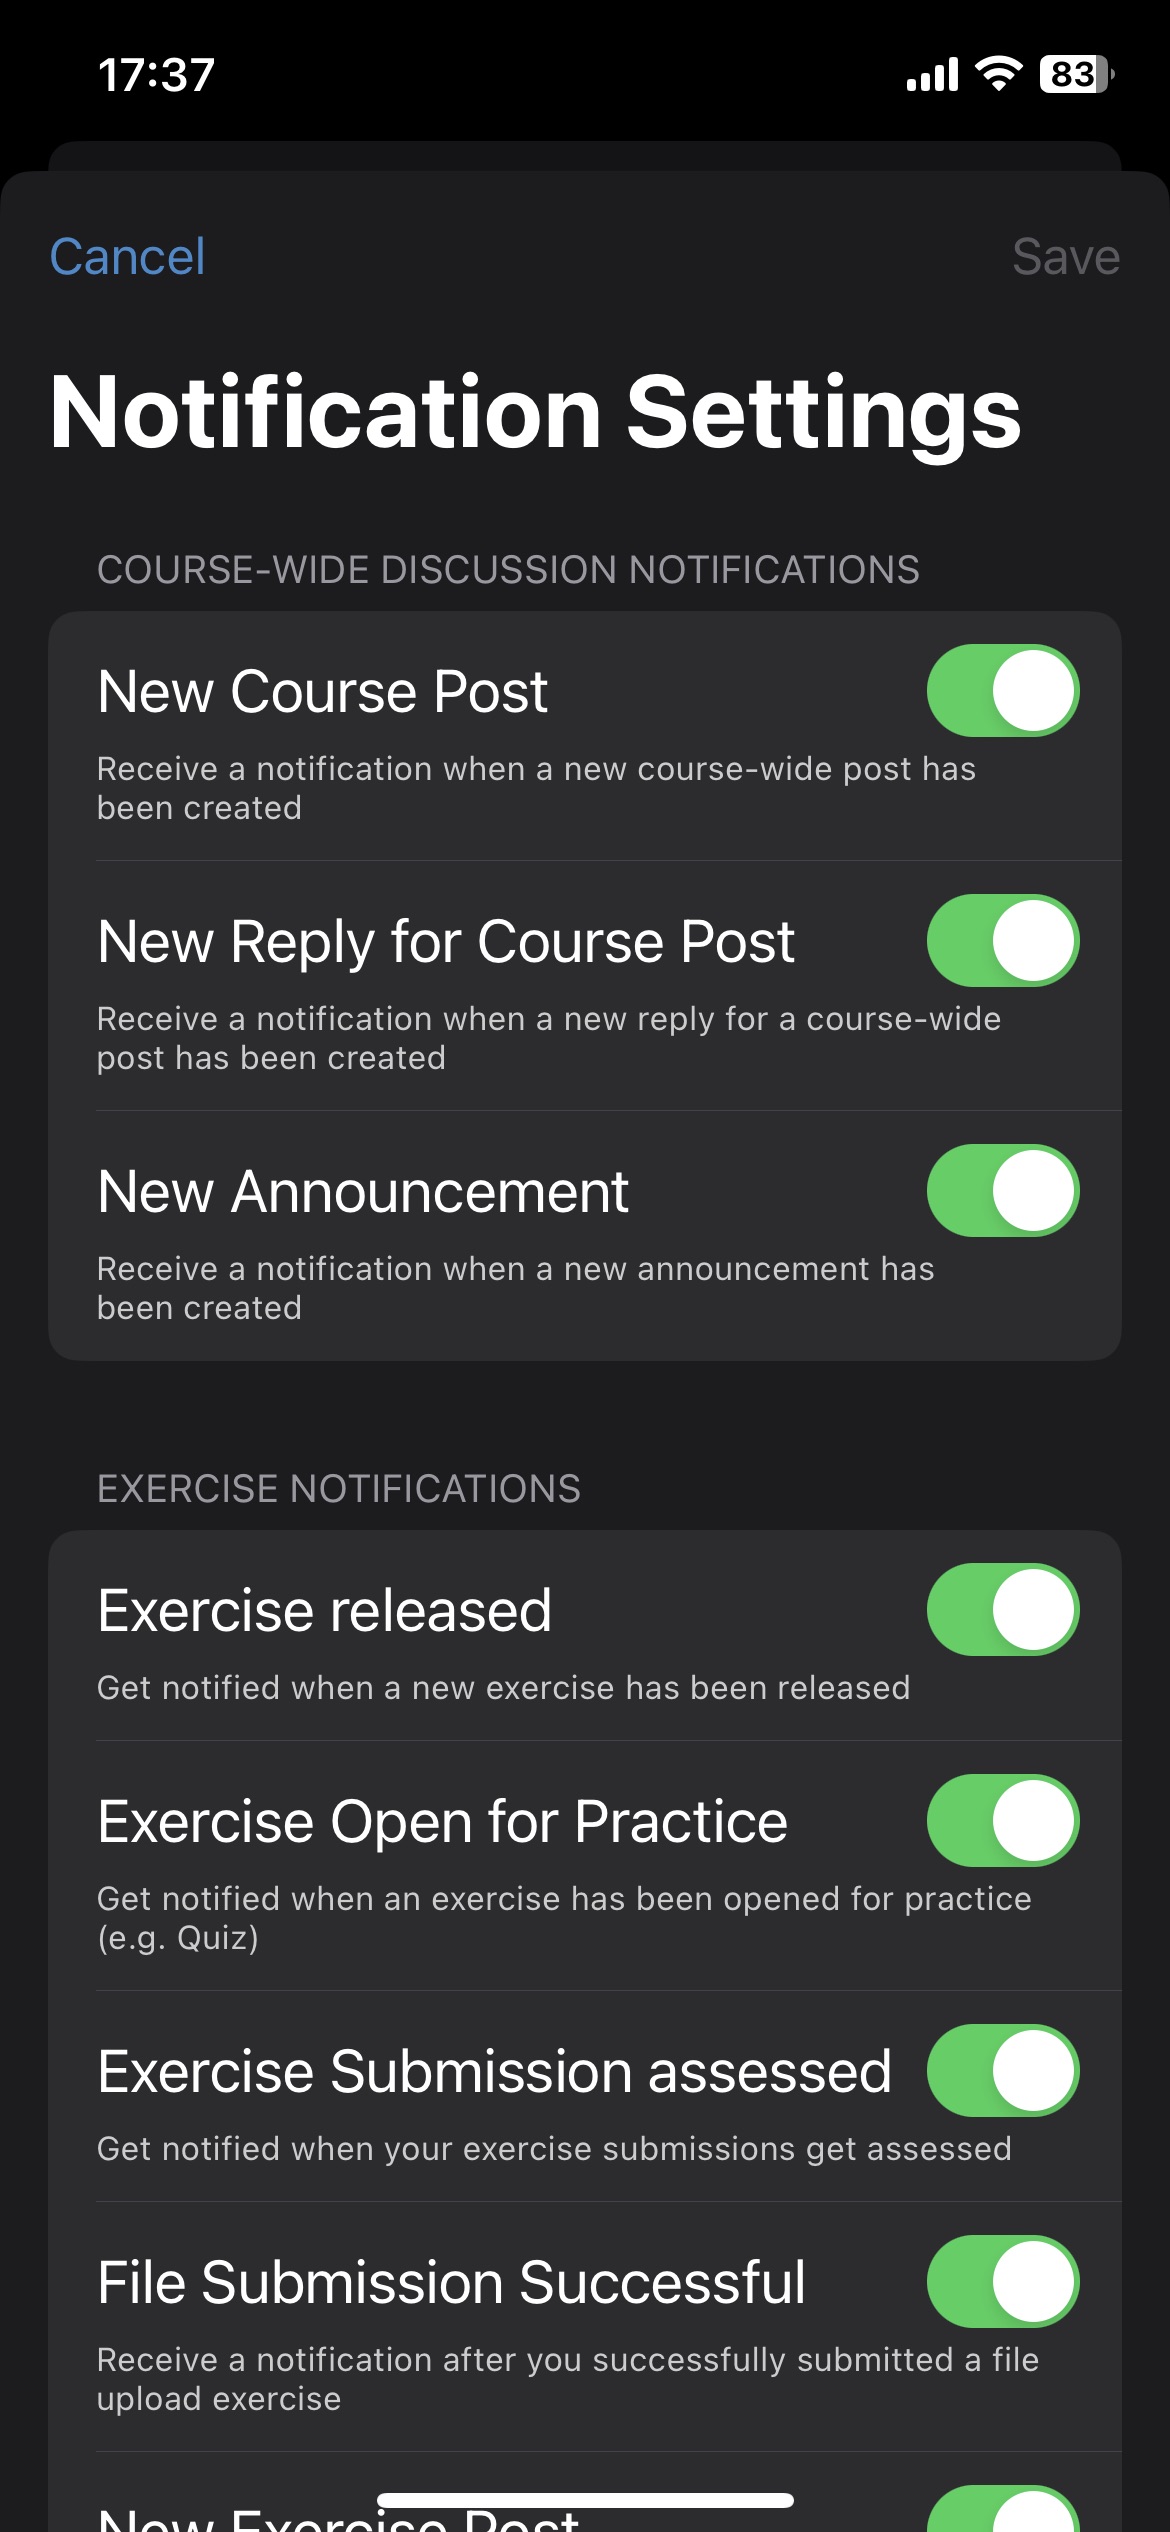 17:37
83
Cancel
Save
Notification Settings
COURSE-WIDE DISCUSSION NOTIFICATIONS
New Course Post
Receive a notification when a new course-wide post has
been created
New Reply for Course Post
Receive a notification when a new reply for a course-wide
post has been created
New Announcement
Receive a notification when a new announcement has
been created
EXERCISE NOTIFICATIONS
Exercise released
Get notified when a new exercise has been released
Exercise Open for Practice
Get notified when an exercise has been opened for practice
(e.g. Quiz)
Exercise Submission assessed
Get notified when your exercise submissions get assessed
File Submission Successful
Receive a notification after you successfully submitted a file
upload exercise
New Exercise Post